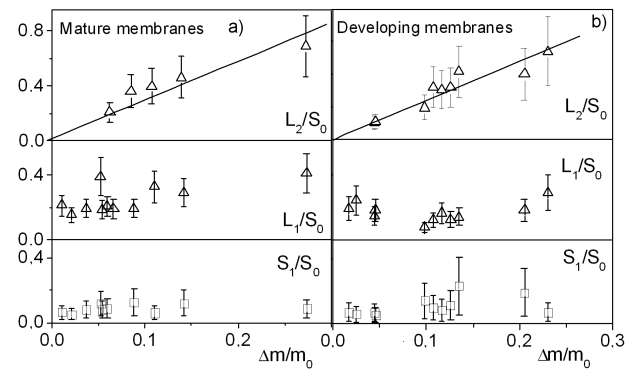 Mature membranes a)
Developing membranes b)
0.8
0.4
0.0
L₂/S₀
L₂/S₀
0.4
0.0
L₁/S₀
L₁/S₀
0.4
0.0
S₁/S₀
S₁/S₀
0,0 0,1 0,2 0,0 0,1 0,2 0,3
Δm/m₀
Δm/m₀